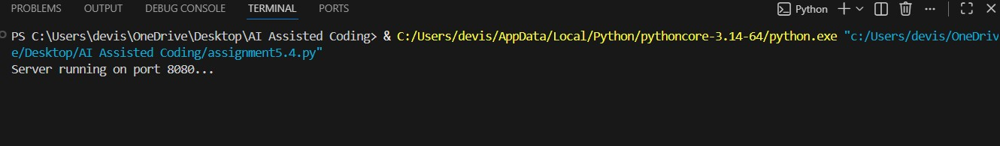 PROBLEMS OUTPUT DEBUG CONSOLE TERMINAL PORTS Python
PS C:\Users\devis\OneDrive\Desktop\AI Assisted Coding> & C:/Users/devis/AppData/Local/Python/pythoncore-3.14-64/python.exe "c:/Users/devis/OneDriv
e/Desktop/AI Assisted Coding/assignment5.4.py"
Server running on port 8080...